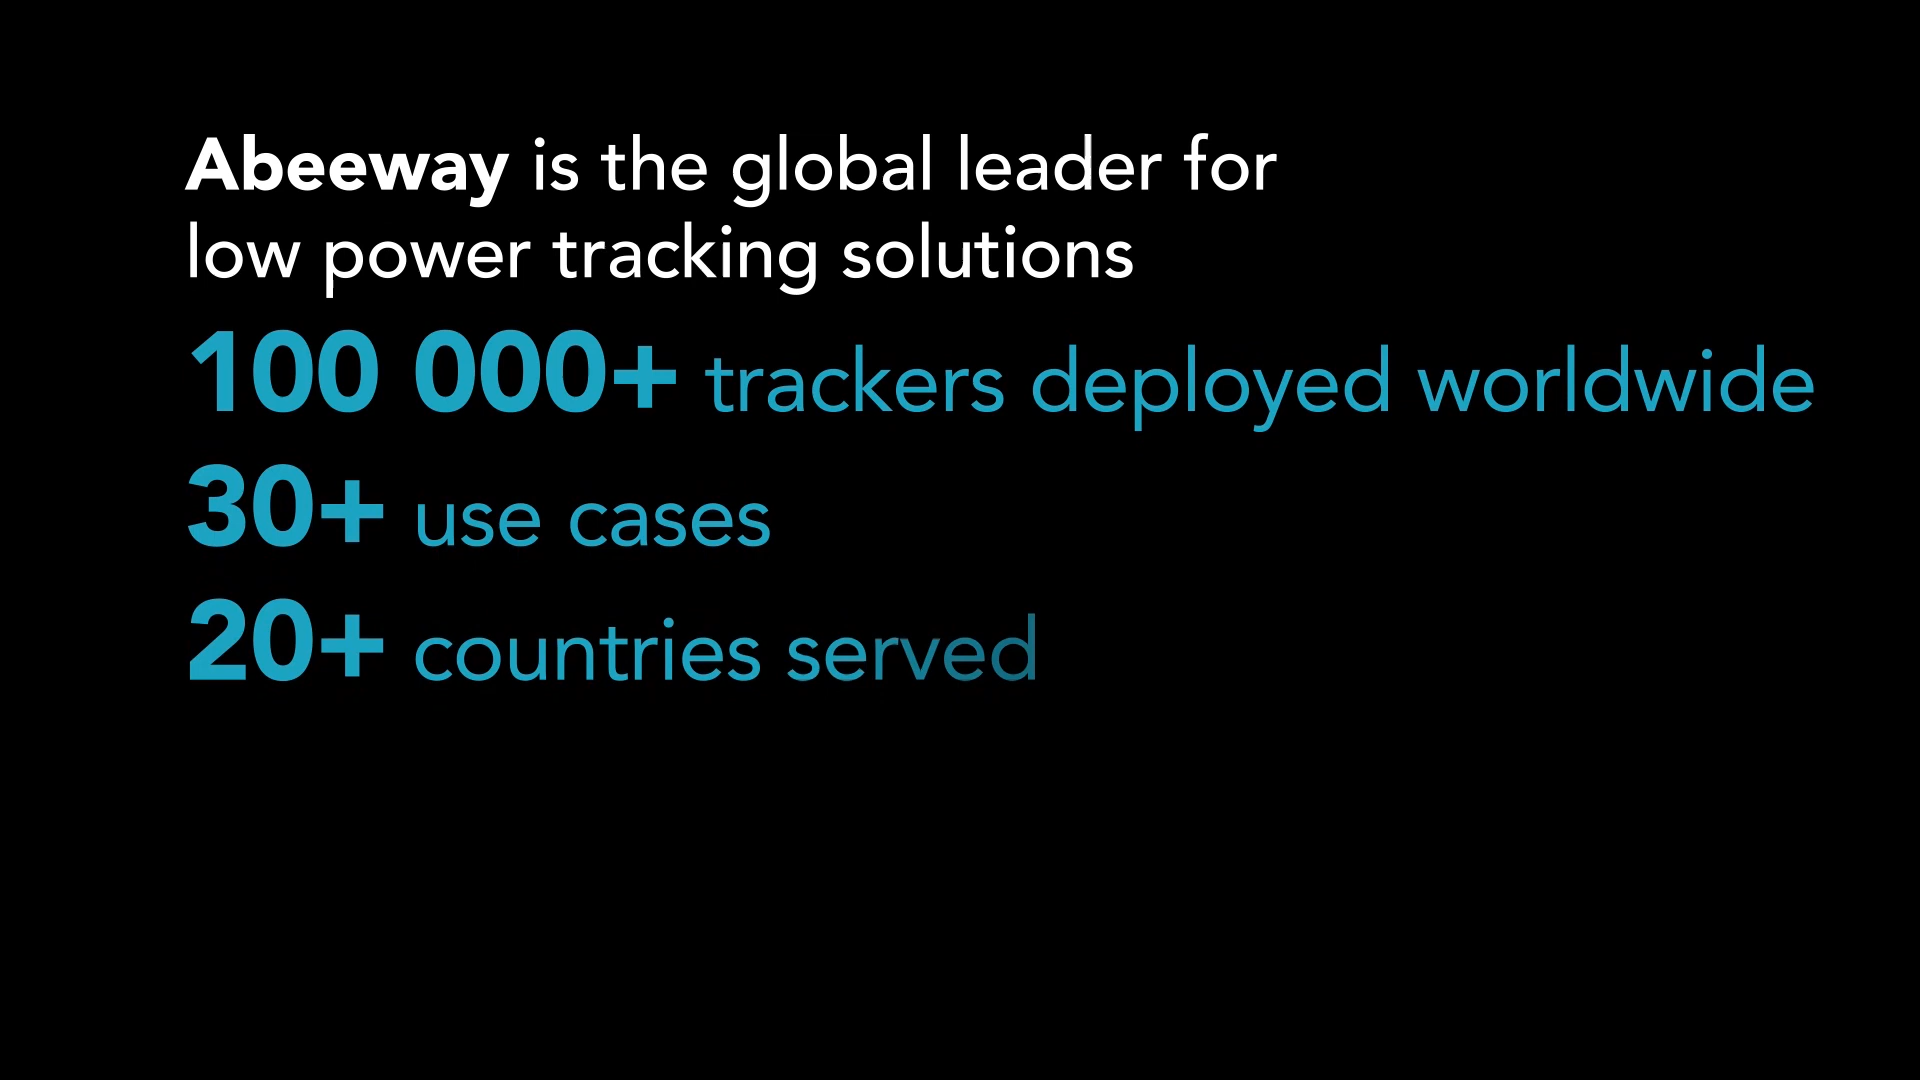 Abeeway is the global leader for
low power tracking solutions
100 000+ trackers deployed worldwide
30+ use cases
20+ countries served